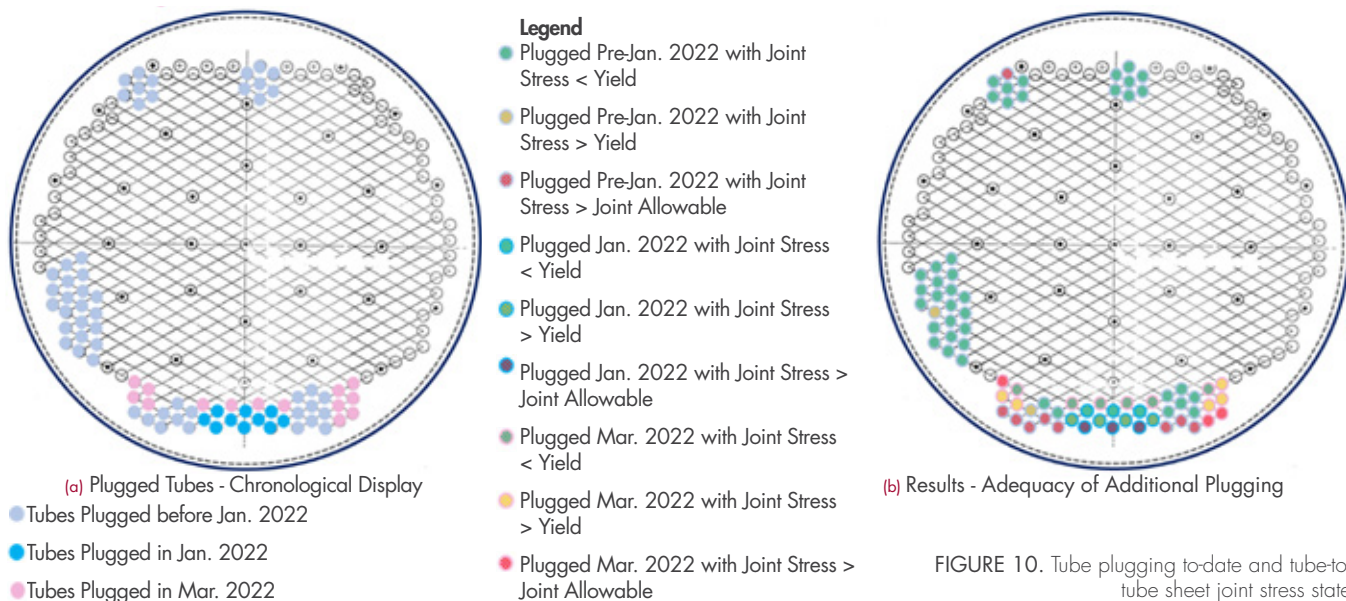 (a) Plugged Tubes - Chronological Display
Tubes Plugged before Jan. 2022
Tubes Plugged in Jan. 2022
Tubes Plugged in Mar. 2022
Legend
Plugged Pre-Jan. 2022 with Joint
Stress < Yield
Plugged Pre-Jan. 2022 with Joint
Stress > Yield
Plugged Pre-Jan. 2022 with Joint
Stress > Joint Allowable
Plugged Jan. 2022 with Joint Stress
< Yield
Plugged Jan. 2022 with Joint Stress
> Yield
Plugged Jan. 2022 with Joint Stress >
Joint Allowable
Plugged Mar. 2022 with Joint Stress
< Yield
Plugged Mar. 2022 with Joint Stress
> Yield
Plugged Mar. 2022 with Joint Stress >
Joint Allowable
(b) Results - Adequacy of Additional Plugging
FIGURE 10. Tube plugging to-date and tube-to-
tube sheet joint stress state